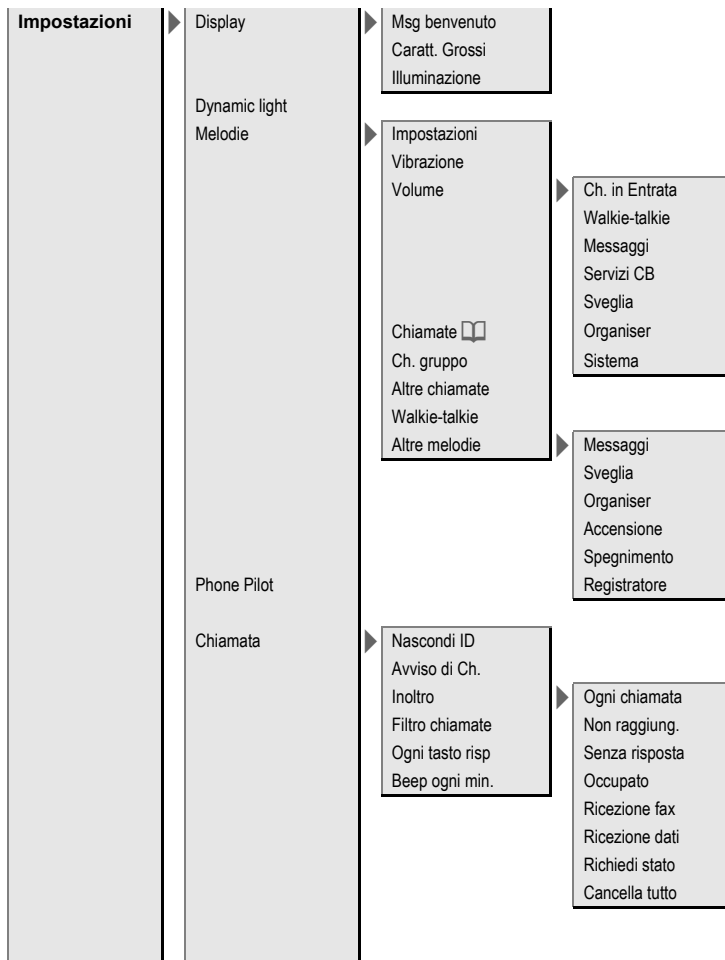 Impostazioni
Display
Msg benvenuto
Caratt. Grossi
Illuminazione
Dynamic light
Melodie
Impostazioni
Vibrazione
Volume
Ch. in Entrata
Walkie-talkie
Messaggi
Servizi CB
Sveglia
Organiser
Sistema
Chiamate
Ch. gruppo
Altre chiamate
Walkie-talkie
Altre melodie
Messaggi
Sveglia
Organiser
Accensione
Spegnimento
Registratore
Phone Pilot
Chiamata
Nascondi ID
Avviso di Ch.
Inoltro
Ogni chiamata
Non raggiung.
Senza risposta
Occupato
Ricezione fax
Ricezione dati
Richiedi stato
Cancella tutto
Filtro chiamate
Ogni tasto risp
Beep ogni min.